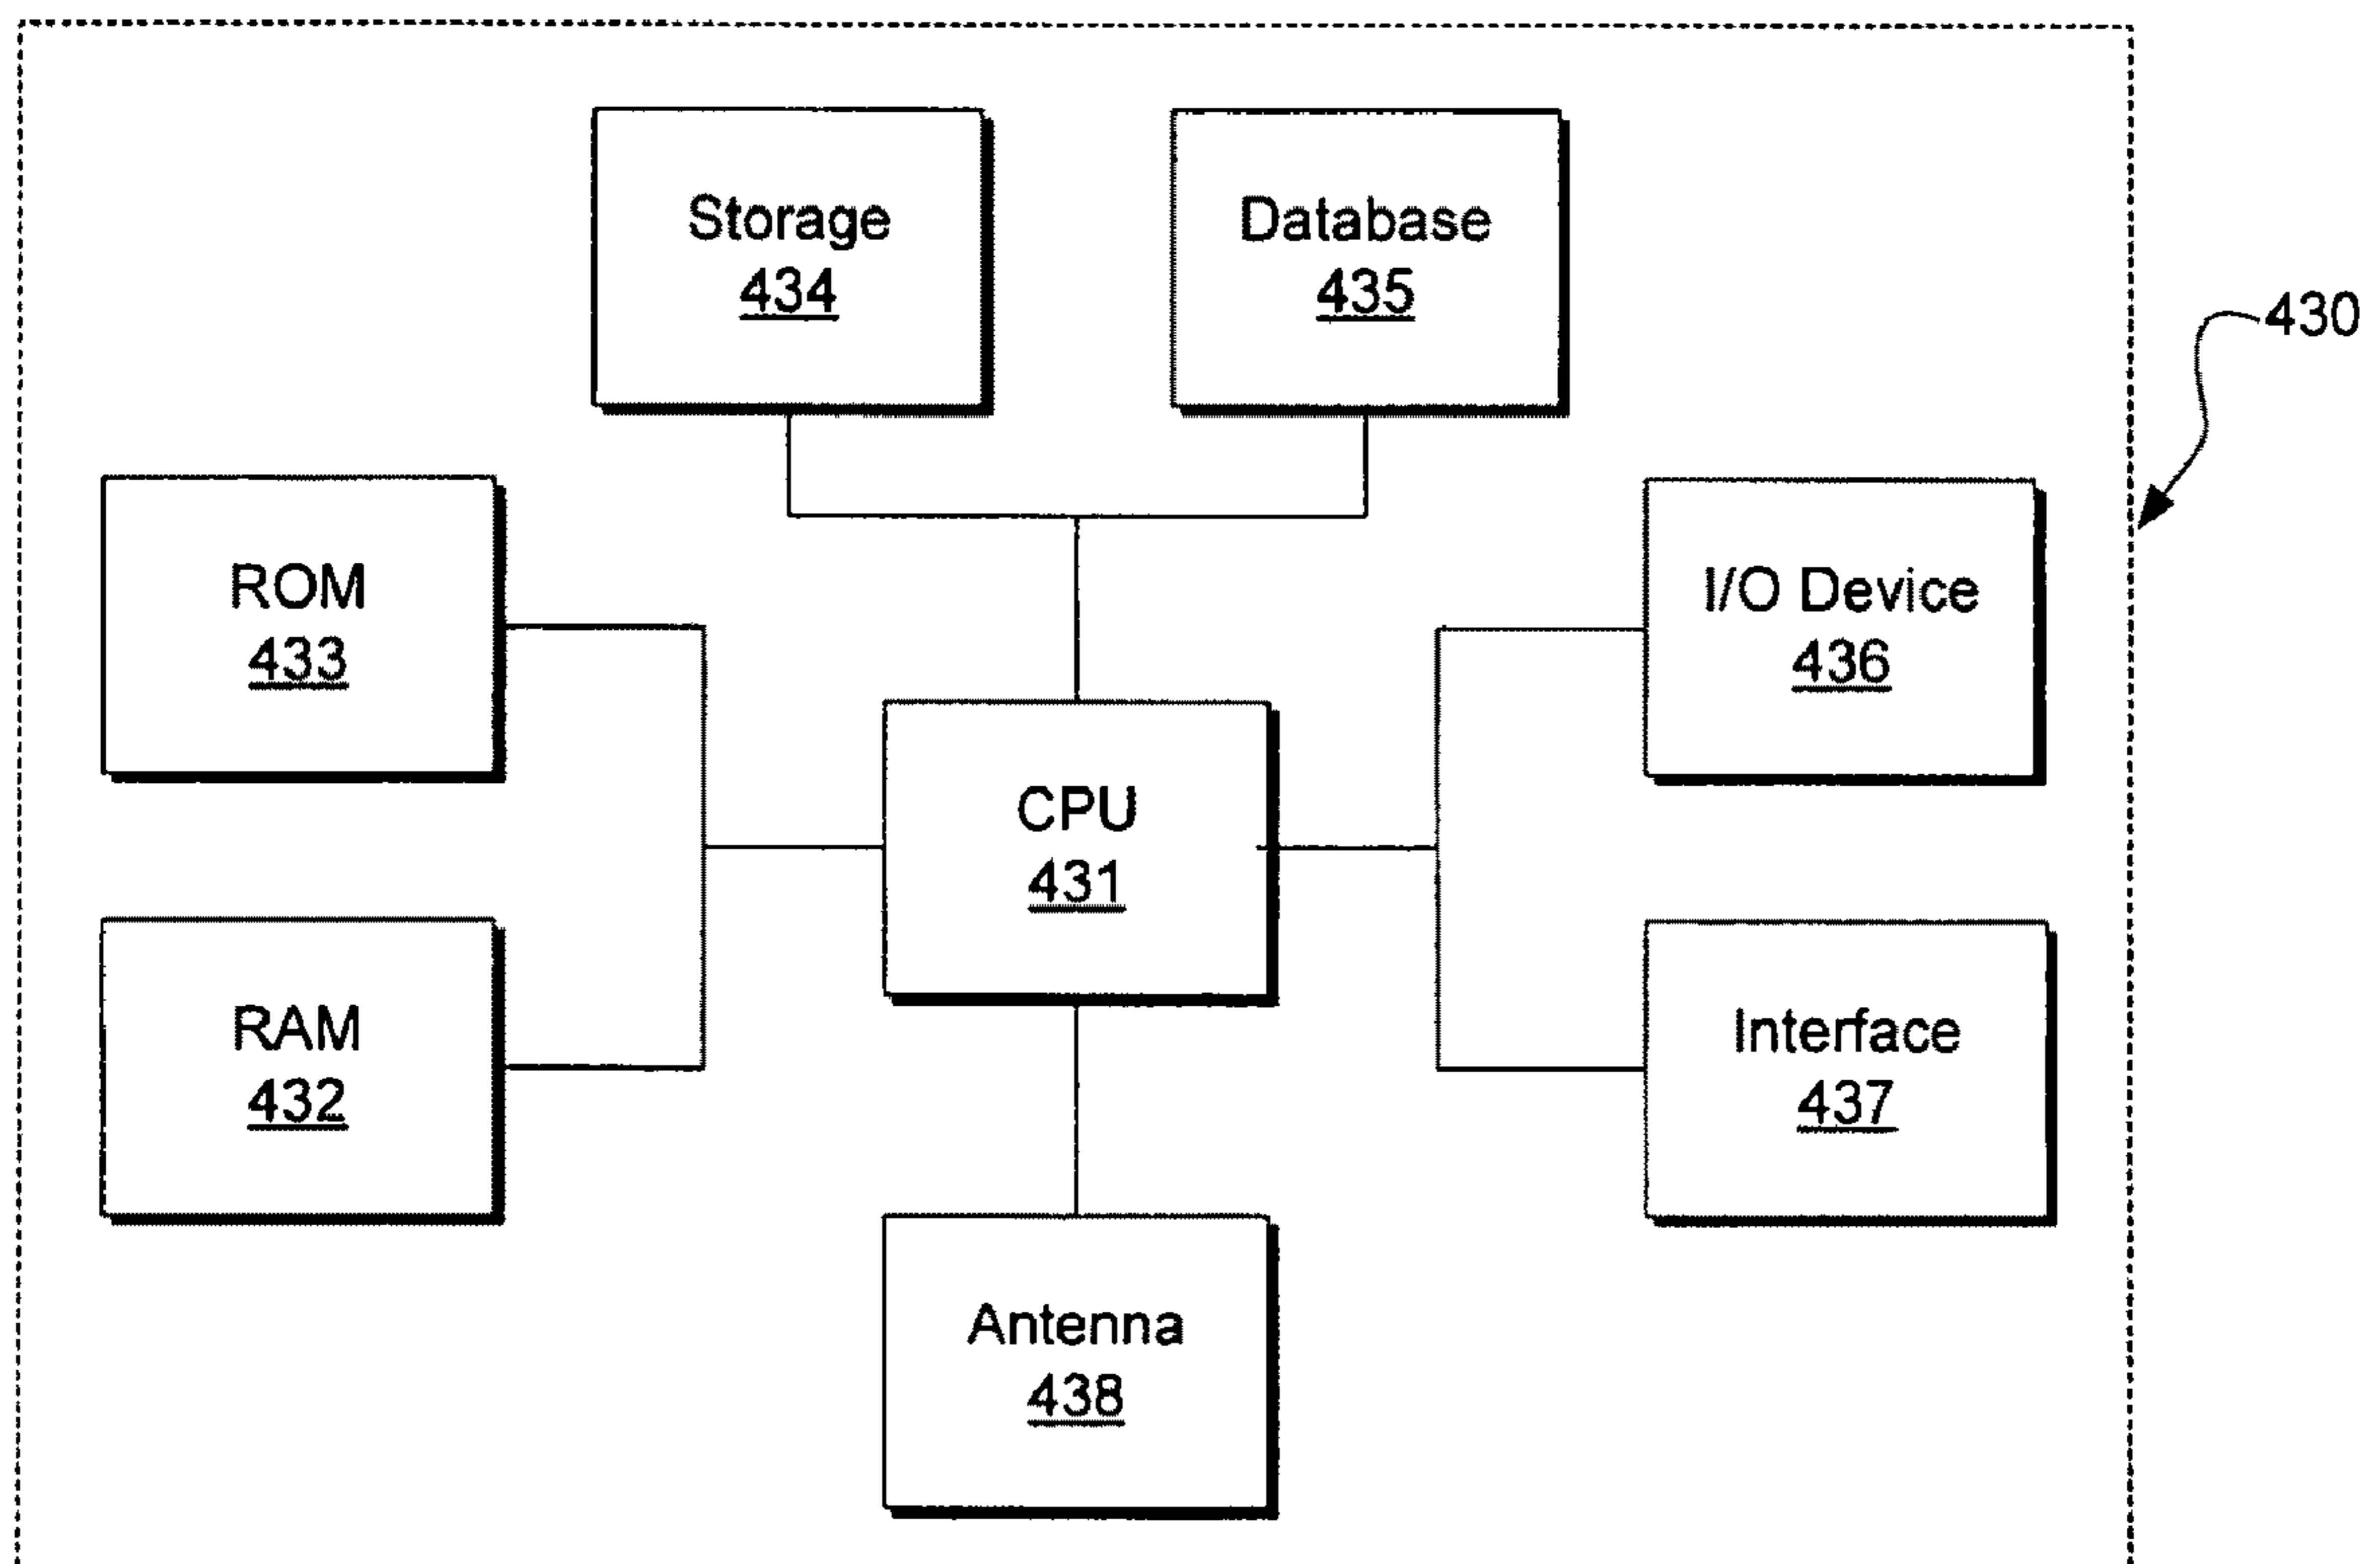 Storage
434
Database
435
430
ROM
433
I/O Device
436
CPU
431
RAM
432
Interface
437
Antenna
438